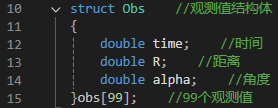 10 struct Obs //观测值结构体
11 {
12 double time; //时间
13 double R; //距离
14 double alpha; //角度
15 }obs[99]; //99个观测值